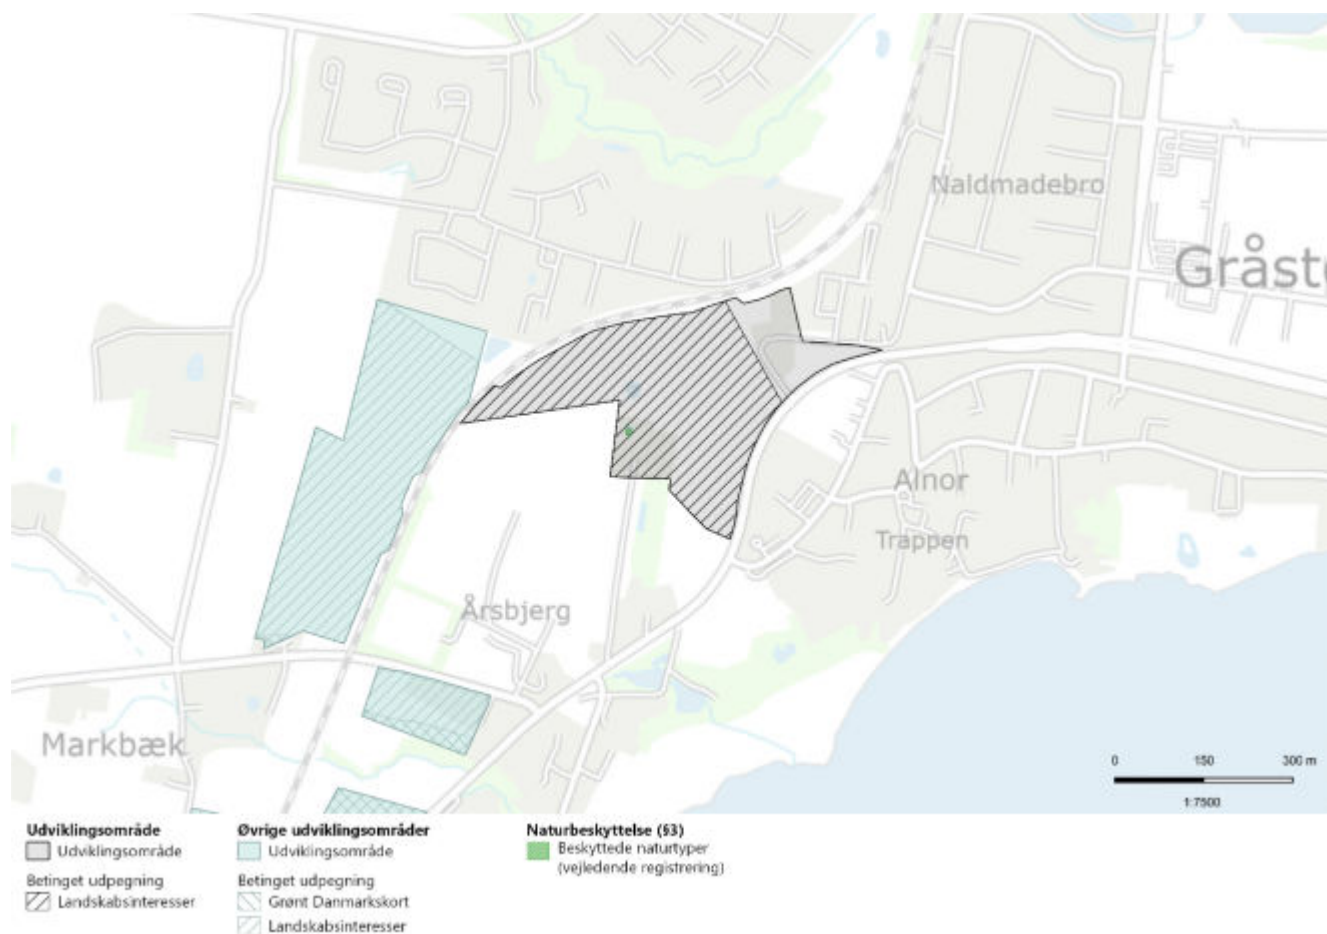 Naldmadebro
Gråste
Alnor
Trappen
Årsbjerg
Markbæk
0 150 300 m
1:7500
Udviklingsområde
Udviklingsområde
Betinget udpegning
Landskabsinteresser
Øvrige udviklingsområder
Udviklingsområde
Betinget udpegning
Grønt Danmarkskort
Landskabsinteresser
Naturbeskyttelse (§3)
Beskyttede naturtyper
(vejledende registrering)